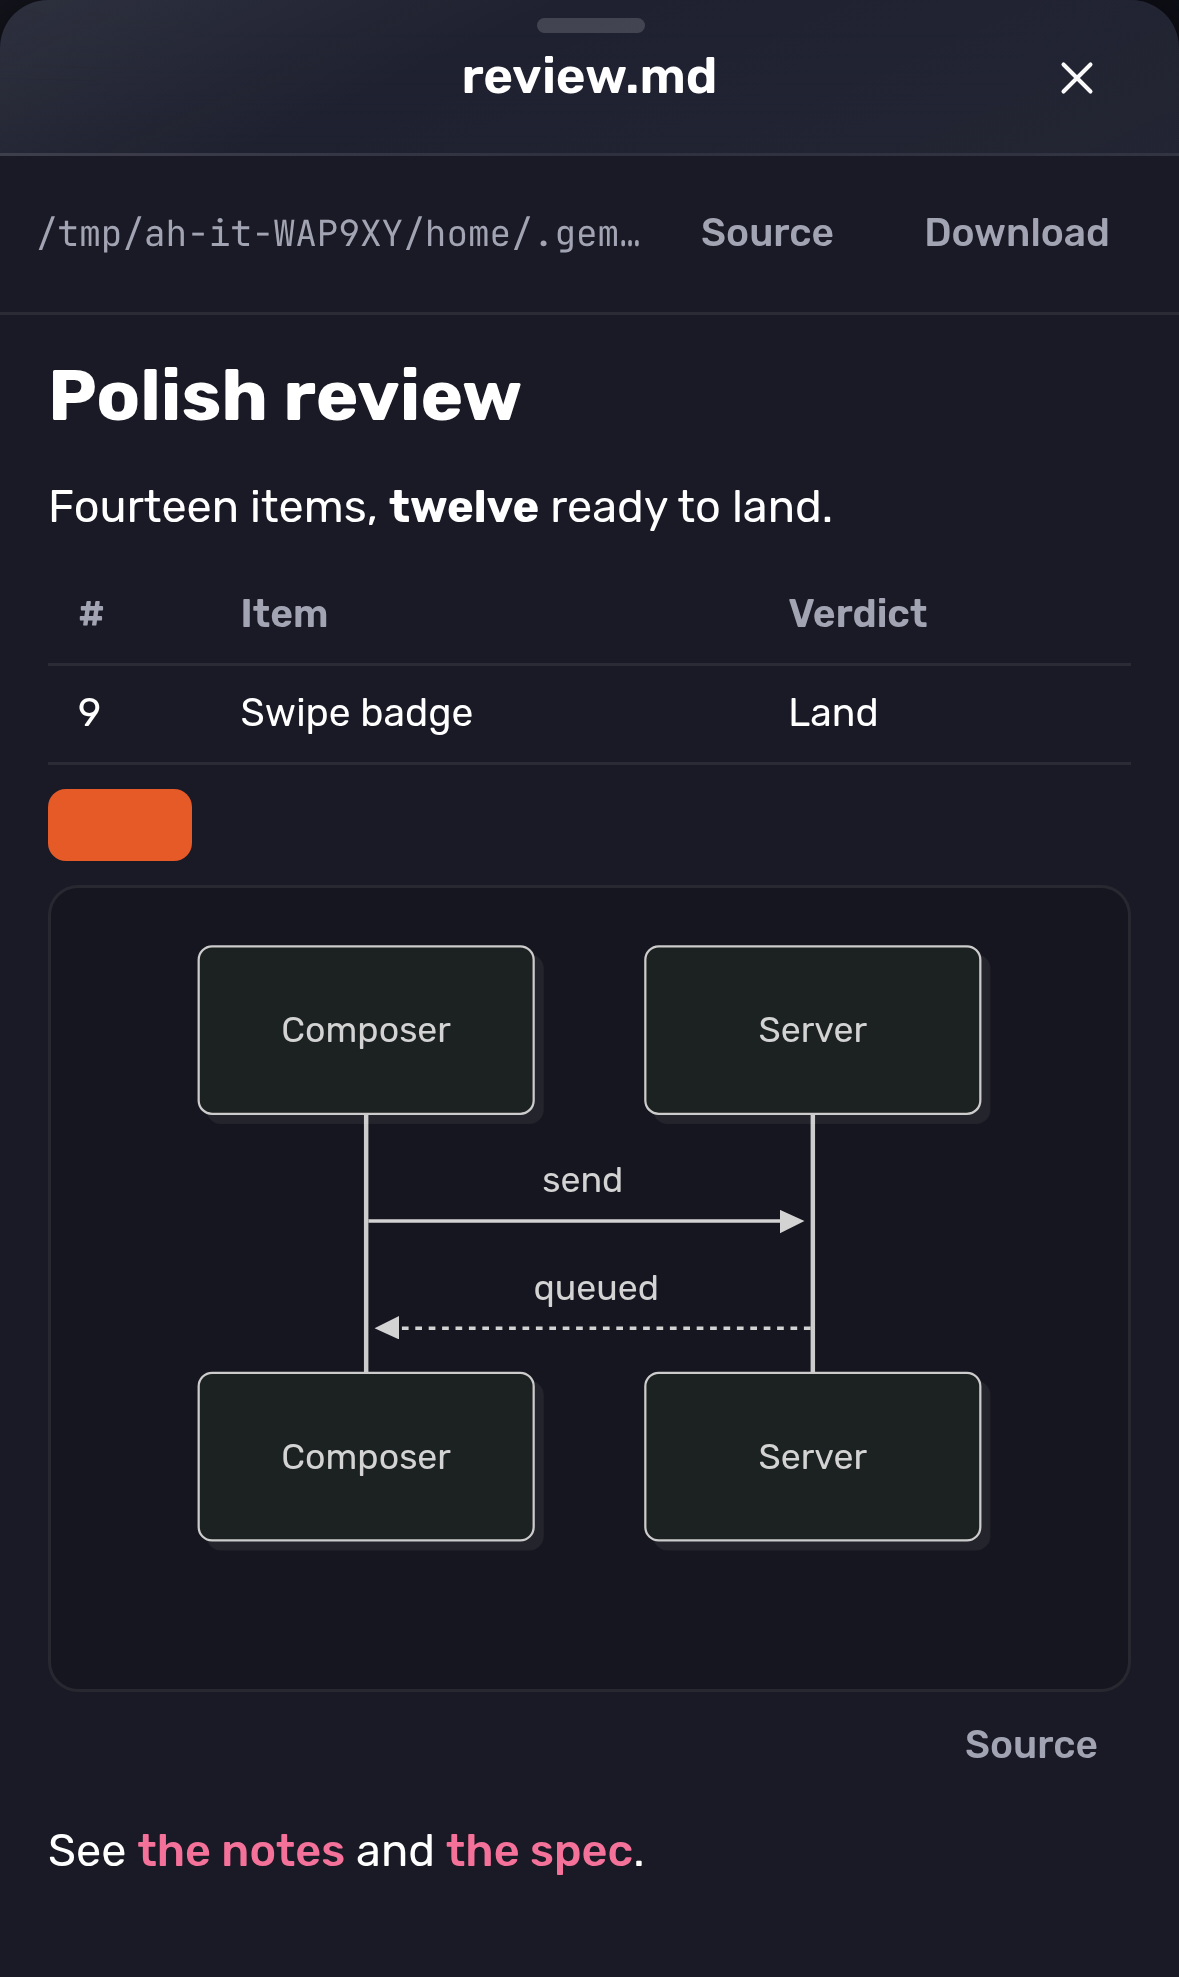 review.md
/tmp/ah-it-WAP9XY/home/.gem… Source Download
Polish review
Fourteen items, twelve ready to land.
# Item Verdict
9 Swipe badge Land
Composer Server
send
queued
Composer Server
Source
See the notes and the spec.